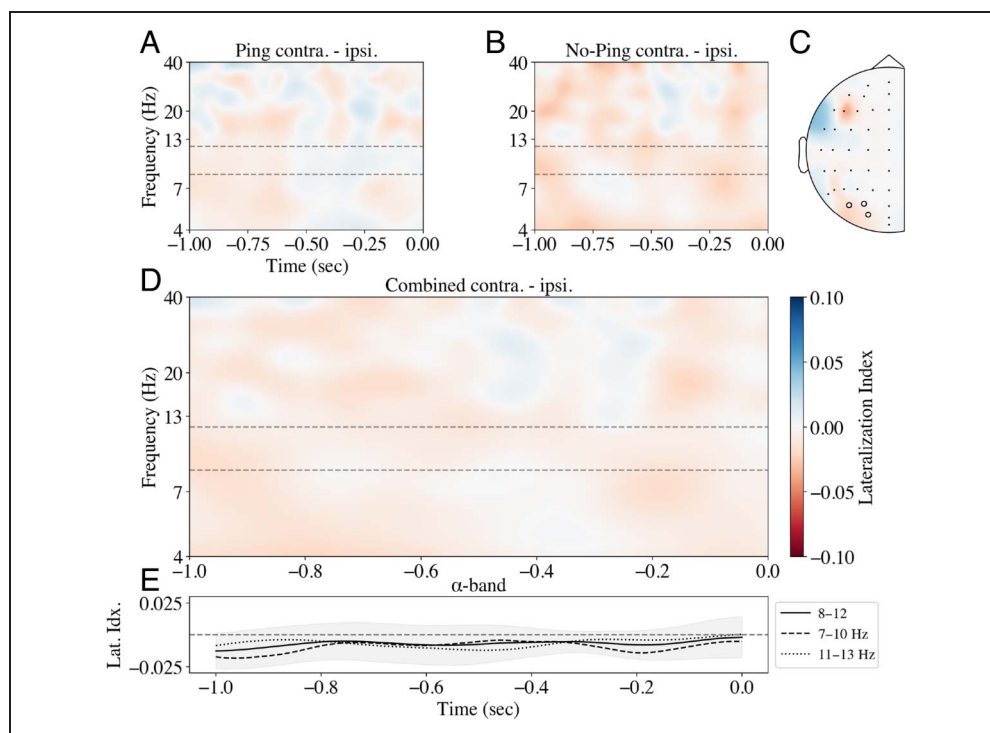 A
Ping contra. - ipsi.
B
No-Ping contra. - ipsi.
C
40
20
13
7
4
Frequency (Hz)
−1.00 −0.75 −0.50 −0.25 0.00
Time (sec)
40
20
13
7
4
−1.00 −0.75 −0.50 −0.25 0.00
D
Combined contra. - ipsi.
40
20
13
7
4
Frequency (Hz)
−1.0 −0.8 −0.6 −0.4 −0.2 0.0
0.10
0.05
0.00
−0.05
−0.10
Lateralization Index
E
α-band
0.025
−0.025
Lat. Idx.
−1.0 −0.8 −0.6 −0.4 −0.2 0.0
Time (sec)
8–12
7–10 Hz
11–13 Hz